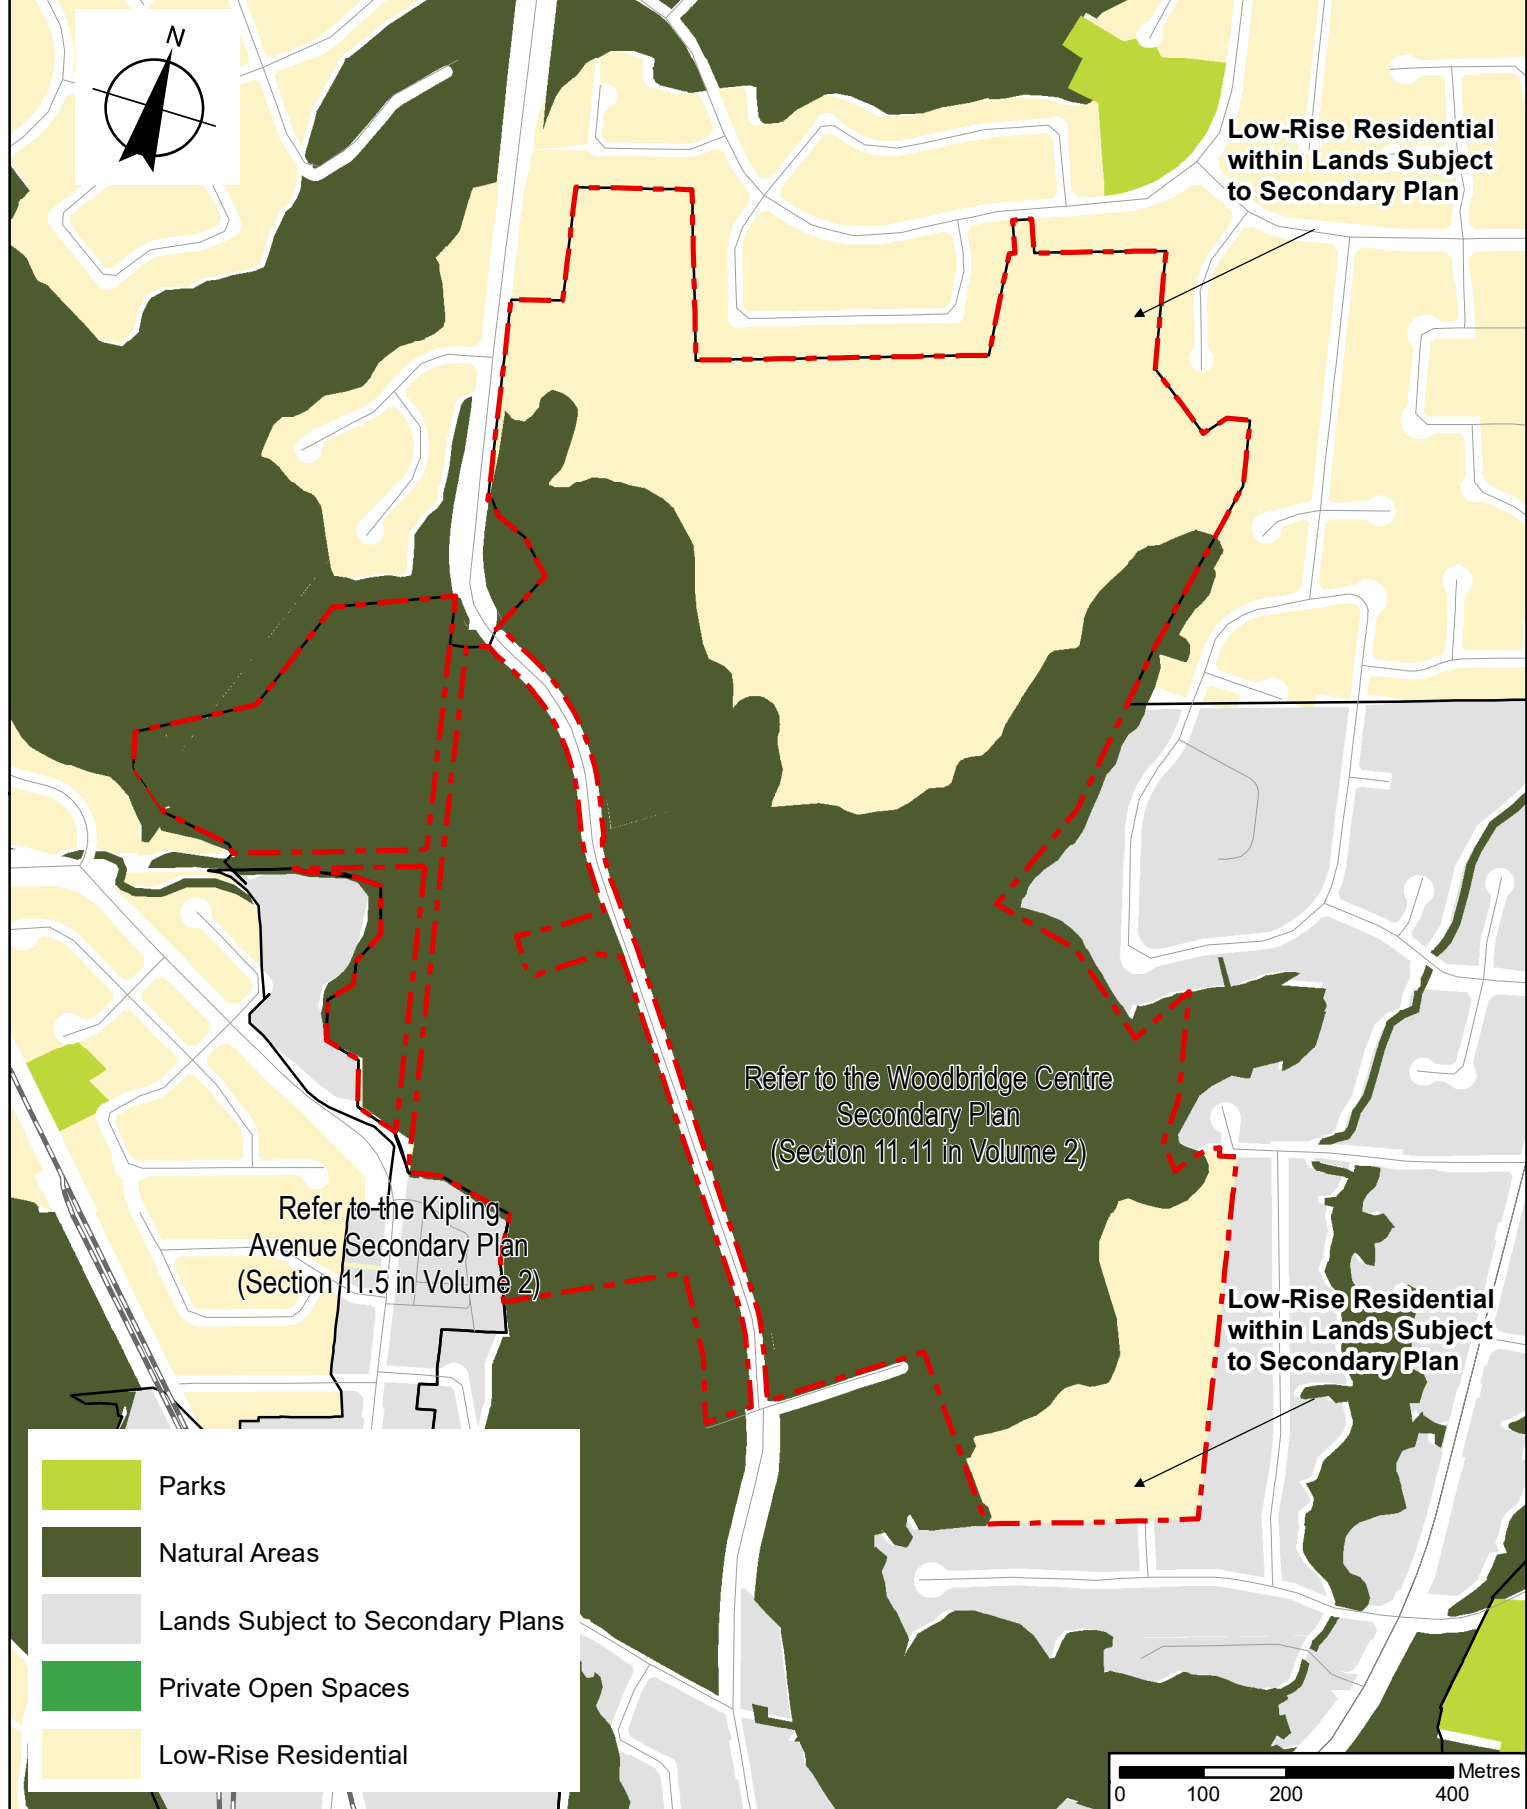 N
Low-Rise Residential
within Lands Subject
to Secondary Plan
Refer to the Woodbridge Centre
Secondary Plan
(Section 11.11 in Volume 2)
Refer to the Kipling
Avenue Secondary Plan
(Section 11.5 in Volume 2)
Low-Rise Residential
within Lands Subject
to Secondary Plan
Parks
Natural Areas
Lands Subject to Secondary Plans
Private Open Spaces
Low-Rise Residential
Metres
0 100 200 400